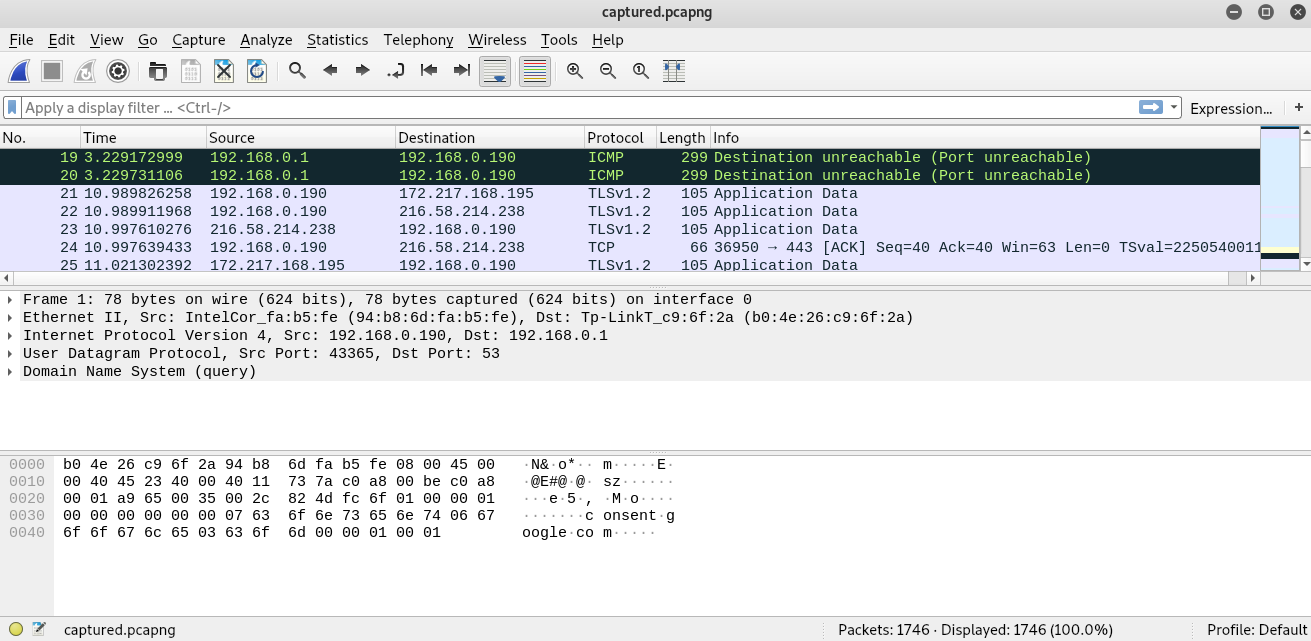 captured.pcapng
File Edit View Go Capture Analyze Statistics Telephony Wireless Tools Help
Apply a display filter ... <Ctrl-/> Expression... +
No. Time Source Destination Protocol Length Info
19 3.229172999 192.168.0.1 192.168.0.190 ICMP 299 Destination unreachable (Port unreachable)
20 3.229731106 192.168.0.1 192.168.0.190 ICMP 299 Destination unreachable (Port unreachable)
21 10.989826258 192.168.0.190 172.217.168.195 TLSv1.2 105 Application Data
22 10.989911968 192.168.0.190 216.58.214.238 TLSv1.2 105 Application Data
23 10.997610276 216.58.214.238 192.168.0.190 TLSv1.2 105 Application Data
24 10.997639433 192.168.0.190 216.58.214.238 TCP 66 36950 → 443 [ACK] Seq=40 Ack=40 Win=63 Len=0 TSval=2250540011
25 11.021302392 172.217.168.195 192.168.0.190 TLSv1.2 105 Application Data
Frame 1: 78 bytes on wire (624 bits), 78 bytes captured (624 bits) on interface 0
Ethernet II, Src: IntelCor_fa:b5:fe (94:b8:6d:fa:b5:fe), Dst: Tp-LinkT_c9:6f:2a (b0:4e:26:c9:6f:2a)
Internet Protocol Version 4, Src: 192.168.0.190, Dst: 192.168.0.1
User Datagram Protocol, Src Port: 43365, Dst Port: 53
Domain Name System (query)
0000 b0 4e 26 c9 6f 2a 94 b8 6d fa b5 fe 08 00 45 00 ·N&·o*·· m·····E·
0010 00 40 45 23 40 00 40 11 73 7a c0 a8 00 be c0 a8 ·@E#@·@· sz······
0020 00 01 a9 65 00 35 00 2c 82 4d fc 6f 01 00 00 01 ···e·5·, ·M·o····
0030 00 00 00 00 00 00 07 63 6f 6e 73 65 6e 74 06 67 ·······c onsent·g
0040 6f 6f 67 6c 65 03 63 6f 6d 00 00 01 00 01 oogle·co m·····
captured.pcapng Packets: 1746 · Displayed: 1746 (100.0%) Profile: Default